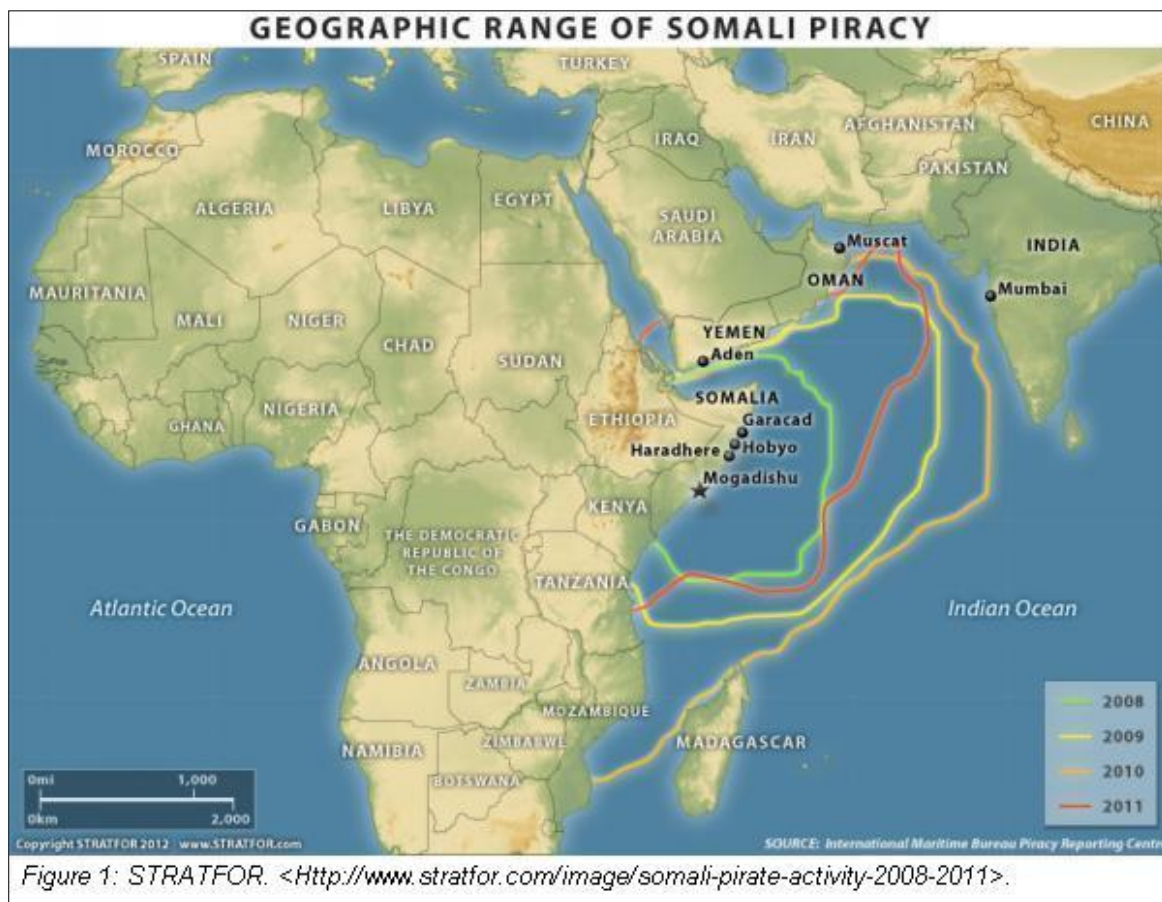 GEOGRAPHIC RANGE OF SOMALI PIRACY
SPAIN
TURKEY
CHINA
AFGHANISTAN
IRAQ
IRAN
MOROCCO
PAKISTAN
ALGERIA
LIBYA
EGYPT
SAUDI
ARABIA
Muscat
INDIA
OMAN
Mumbai
MAURITANIA
MALI
NIGER
CHAD
SUDAN
YEMEN
Aden
SOMALIA
NIGERIA
GHANA
ETHIOPIA
Garacad
Haradhere
Hobyo
Mogadishu
KENYA
GABON
THE DEMOCRATIC
REPUBLIC OF
THE CONGO
TANZANIA
Atlantic Ocean
Indian Ocean
ANGOLA
ZAMBIA
MOZAMBIQUE
ZIMBABWE
MADAGASCAR
NAMIBIA
BOTSWANA
2008
2009
2010
2011
0mi 1,000
0km 2,000
Copyright STRATFOR 2012 www.STRATFOR.com
SOURCE: International Maritime Bureau Piracy Reporting Centre
Figure 1: STRATFOR. <Http://www.stratfor.com/image/somali-pirate-activity-2008-2011>.